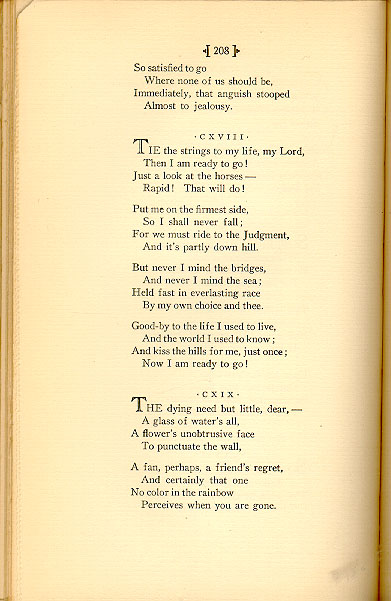 208
So satisfied to go
Where none of us should be,
Immediately, that anguish stooped
Almost to jealousy.
·CXVIII·
TIE the strings to my life, my Lord,
Then I am ready to go!
Just a look at the horses —
Rapid! That will do!
Put me on the firmest side,
So I shall never fall;
For we must ride to the Judgment,
And it's partly down hill.
But never I mind the bridges,
And never I mind the sea;
Held fast in everlasting race
By my own choice and thee.
Good-by to the life I used to live,
And the world I used to know;
And kiss the hills for me, just once;
Now I am ready to go!
·CXIX·
THE dying need but little, dear, —
A glass of water's all,
A flower's unobtrusive face
To punctuate the wall,
A fan, perhaps, a friend's regret,
And certainly that one
No color in the rainbow
Perceives when you are gone.